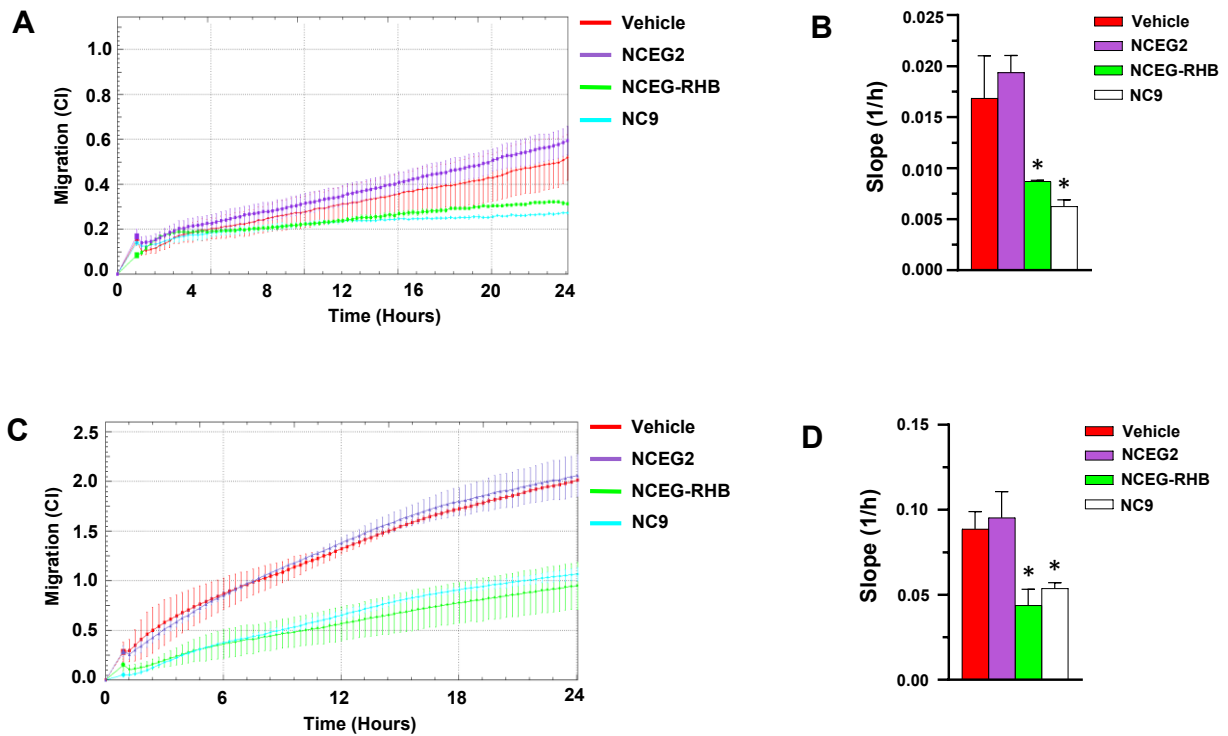 A
Migration (CI)
1.0
0.8
0.6
0.4
0.2
0.0
0 4 8 12 16 20 24
Time (Hours)
Vehicle
NCEG2
NCEG-RHB
NC9
B
Slope (1/h)
0.025
0.020
0.015
0.010
0.005
0.000
* *
Vehicle
NCEG2
NCEG-RHB
NC9
C
Migration (CI)
2.5
2.0
1.5
1.0
0.5
0.0
0 6 12 18 24
Time (Hours)
Vehicle
NCEG2
NCEG-RHB
NC9
D
Slope (1/h)
0.15
0.10
0.05
0.00
* *
Vehicle
NCEG2
NCEG-RHB
NC9